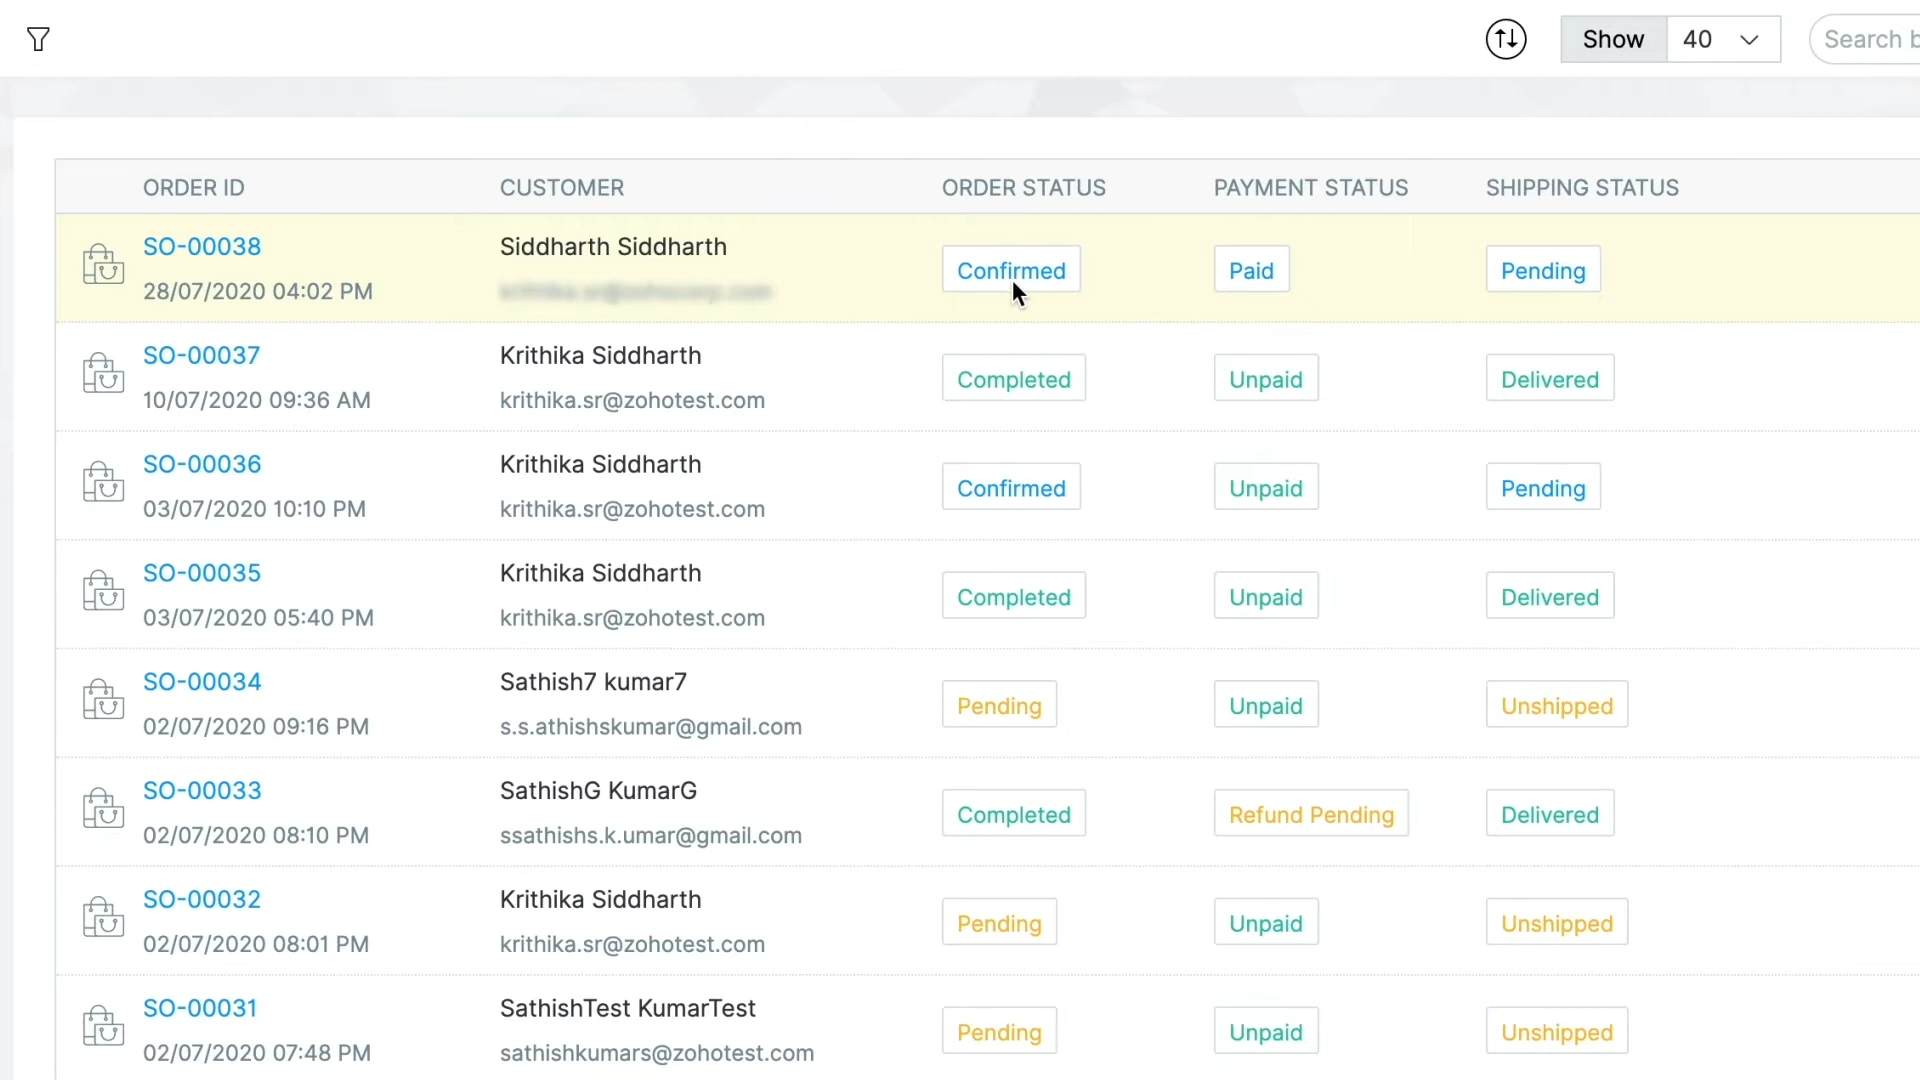 Show 40 Search b
ORDER ID CUSTOMER ORDER STATUS PAYMENT STATUS SHIPPING STATUS
SO-00038 Siddharth Siddharth
Confirmed Paid Pending
28/07/2020 04:02 PM
SO-00037 Krithika Siddharth
Completed Unpaid Delivered
10/07/2020 09:36 AM krithika.sr@zohotest.com
SO-00036 Krithika Siddharth
Confirmed Unpaid Pending
03/07/2020 10:10 PM krithika.sr@zohotest.com
SO-00035 Krithika Siddharth
Completed Unpaid Delivered
03/07/2020 05:40 PM krithika.sr@zohotest.com
SO-00034 Sathish7 kumar7
Pending Unpaid Unshipped
02/07/2020 09:16 PM s.s.athishskumar@gmail.com
SO-00033 SathishG KumarG
Completed Refund Pending Delivered
02/07/2020 08:10 PM ssathishs.k.umar@gmail.com
SO-00032 Krithika Siddharth
Pending Unpaid Unshipped
02/07/2020 08:01 PM krithika.sr@zohotest.com
SO-00031 SathishTest KumarTest
Pending Unpaid Unshipped
02/07/2020 07:48 PM sathishkumars@zohotest.com